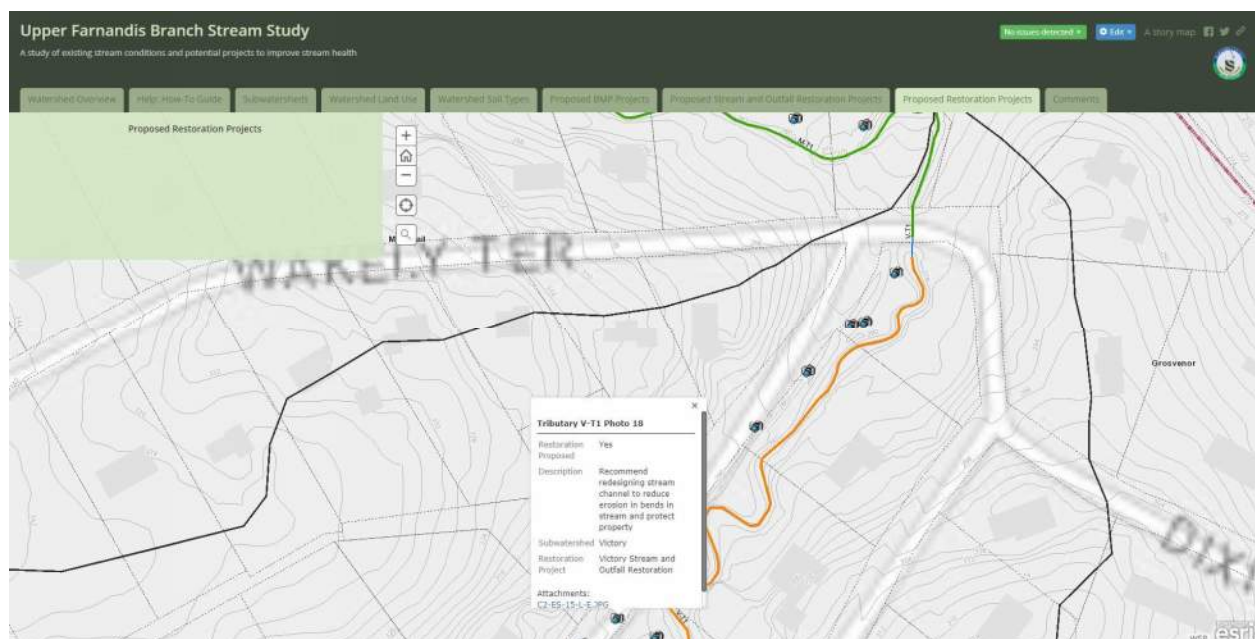 Upper Farnandis Branch Stream Study
A study of existing stream conditions and potential projects to improve stream health
No issues detected
Edit
A story map
Watershed Overview
Help: How-To Guide
Subwatersheds
Watershed Land Use
Watershed Soil Types
Proposed BMP Projects
Proposed Stream and Outfall Restoration Projects
Proposed Restoration Projects
Comments
Proposed Restoration Projects
M-T1
V-T1
WAKELY TER
Grosvenor
Tributary V-T1 Photo 18
Restoration Proposed Yes
Description Recommend
redesigning stream
channel to reduce
erosion in bends in
stream and protect
property
Subwatershed Victory
Restoration Victory Stream and
Project Outfall Restoration
Attachments:
C2-ES-15-L-E.JPG
V-T1
esri